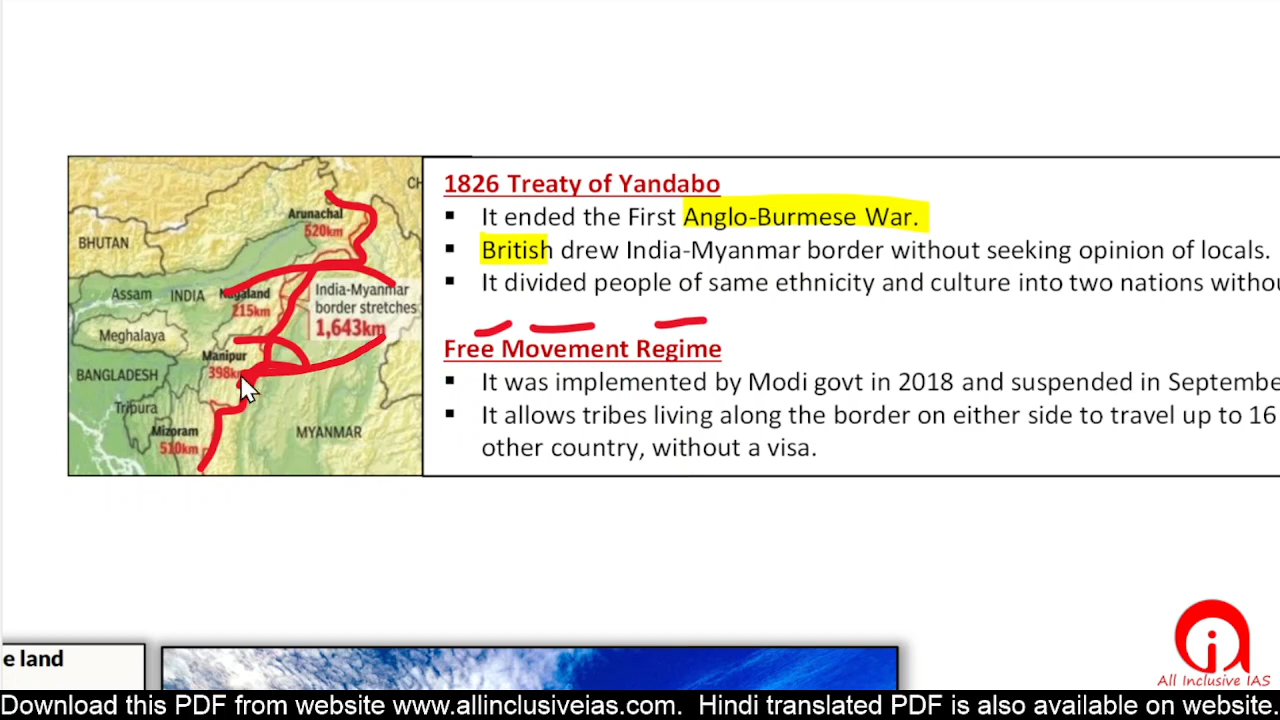 Arunachal
520km
BHUTAN
Assam INDIA Nagaland
215km
India-Myanmar
border stretches
1,643km
Meghalaya
Manipur
BANGLADESH
Tripura
Mizoram
510km
MYANMAR
1826 Treaty of Yandabo
▪ It ended the First Anglo-Burmese War.
▪ British drew India-Myanmar border without seeking opinion of locals.
▪ It divided people of same ethnicity and culture into two nations
Free Movement Regime
▪ It was implemented by Modi govt in 2018 and suspended in
▪ It allows tribes living along the border on either side to travel up to 16
other country, without a visa.
e land
All Inclusive IAS
Download this PDF from website www.allinclusiveias.com. Hindi translated PDF is also available on website.